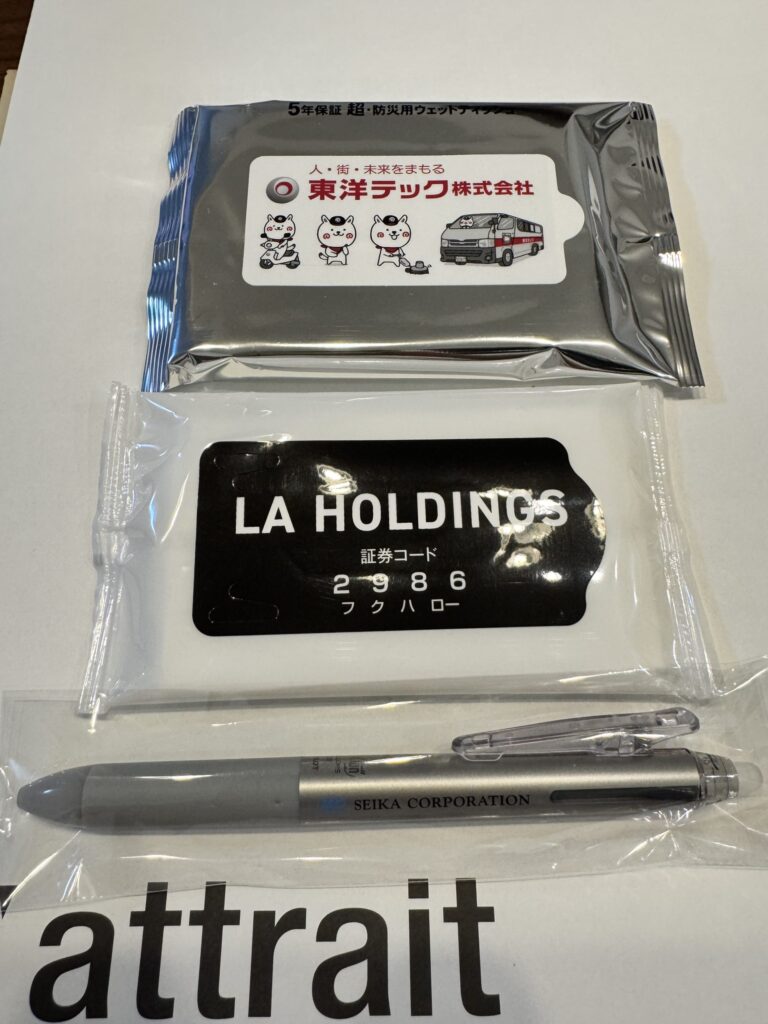 5年保証 超・防災用ウェットティッシュ
人・街・未来をまもる
東洋テック株式会社
LA HOLDINGS
証券コード
2986
フクハロー
SEIKA CORPORATION
attrait